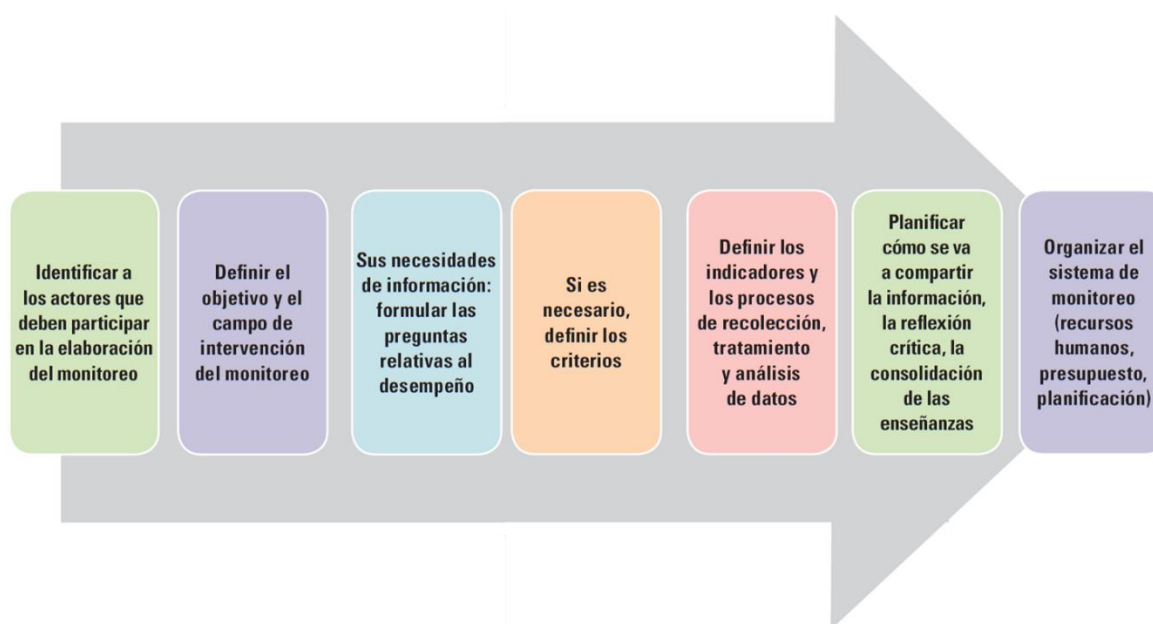 Identificar a
los actores que
deben participar
en la elaboración
del monitoreo
Definir el
objetivo y el
campo de
intervención
del monitoreo
Sus necesidades
de información:
formular las
preguntas
relativas al
desempeño
Si es
necesario,
definir los
criterios
Definir los
indicadores y
los procesos
de recolección,
tratamiento
y análisis
de datos
Planificar
cómo se va
a compartir
la información,
la reflexión
crítica, la
consolidación
de las
enseñanzas
Organizar el
sistema de
monitoreo
(recursos
humanos,
presupuesto,
planificación)